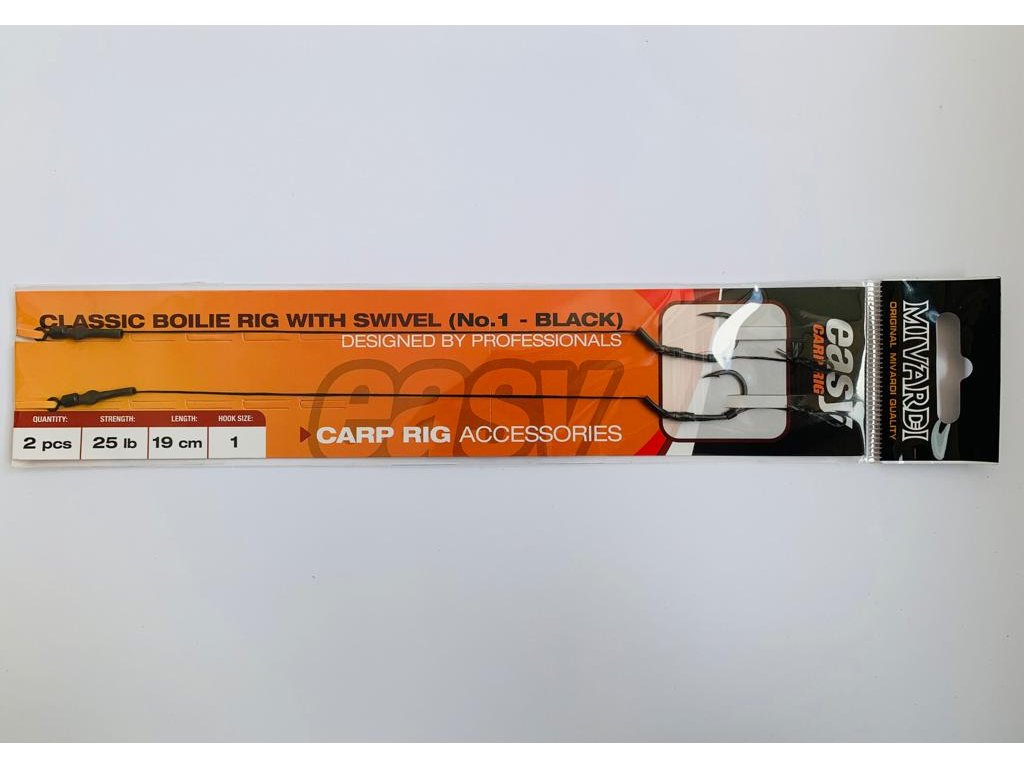 CLASSIC BOILIE RIG WITH SWIVEL (No.1 - BLACK)
DESIGNED BY PROFESSIONALS
easy
CARP RIG ACCESSORIES
QUANTITY:
2 pcs
STRENGTH:
25 lb
LENGTH:
19 cm
HOOK SIZE:
1
easy
CARP RIG
MIVARDI
ORIGINAL MIVARDI QUALITY